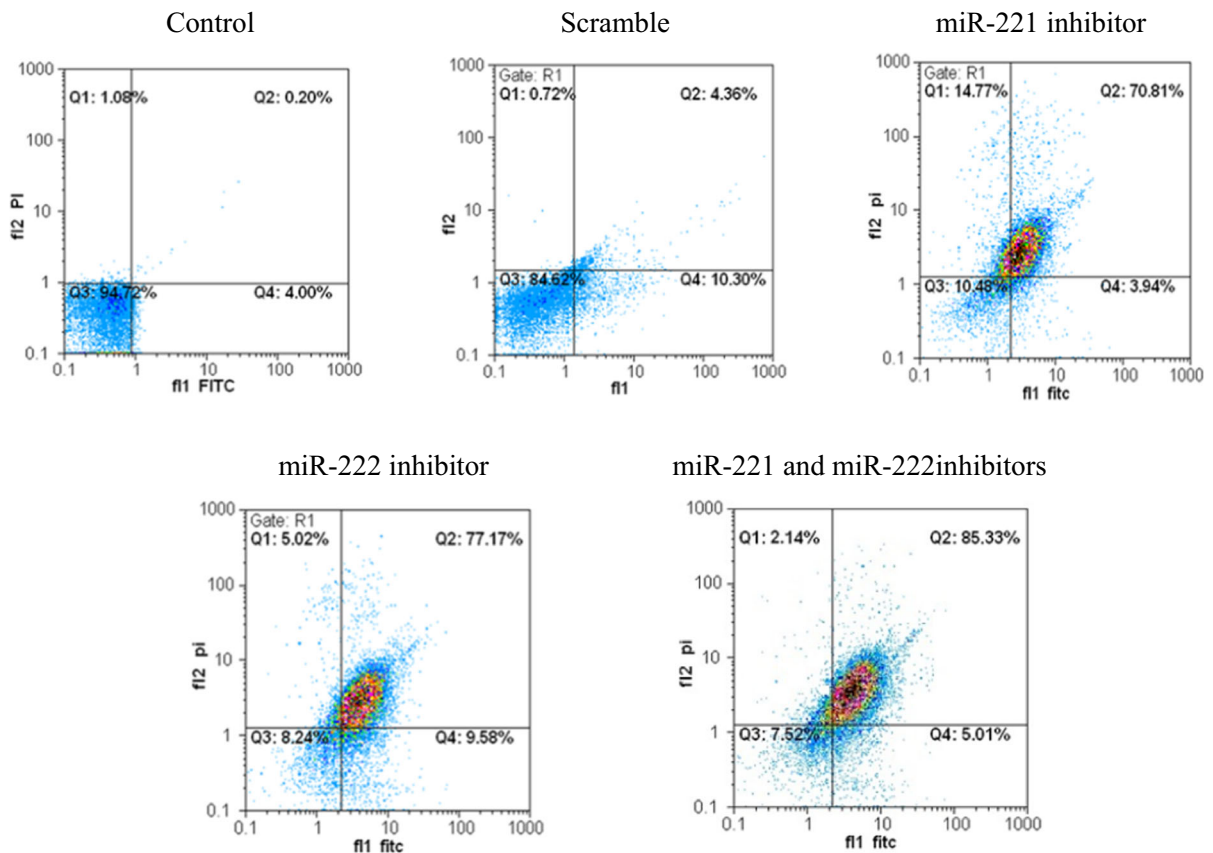 Control
Scramble
miR-221 inhibitor
1000
100
10
1
0.1
fl2 PI
Q1: 1.08%
Q2: 0.20%
Q3: 94.72%
Q4: 4.00%
0.1
1
10
100
1000
fl1 FITC
1000
100
10
1
0.1
fl2
Gate: R1
Q1: 0.72%
Q2: 4.36%
Q3: 84.62%
Q4: 10.30%
0.1
1
10
100
1000
fl1
1000
100
10
1
0.1
fl2 pi
Gate: R1
Q1: 14.77%
Q2: 70.81%
Q3: 10.48%
Q4: 3.94%
1
10
100
1000
0.1
fl1 fitc
miR-222 inhibitor
miR-221 and miR-222inhibitors
1000
100
10
1
0.1
fl2 pi
Gate: R1
Q1: 5.02%
Q2: 77.17%
Q3: 8.24%
Q4: 9.58%
0.1
1
10
100
1000
fl1 fitc
1000
100
10
1
0.1
fl2 pi
Q1: 2.14%
Q2: 85.33%
Q3: 7.52%
Q4: 5.01%
0.1
1
10
100
1000
fl1 fitc